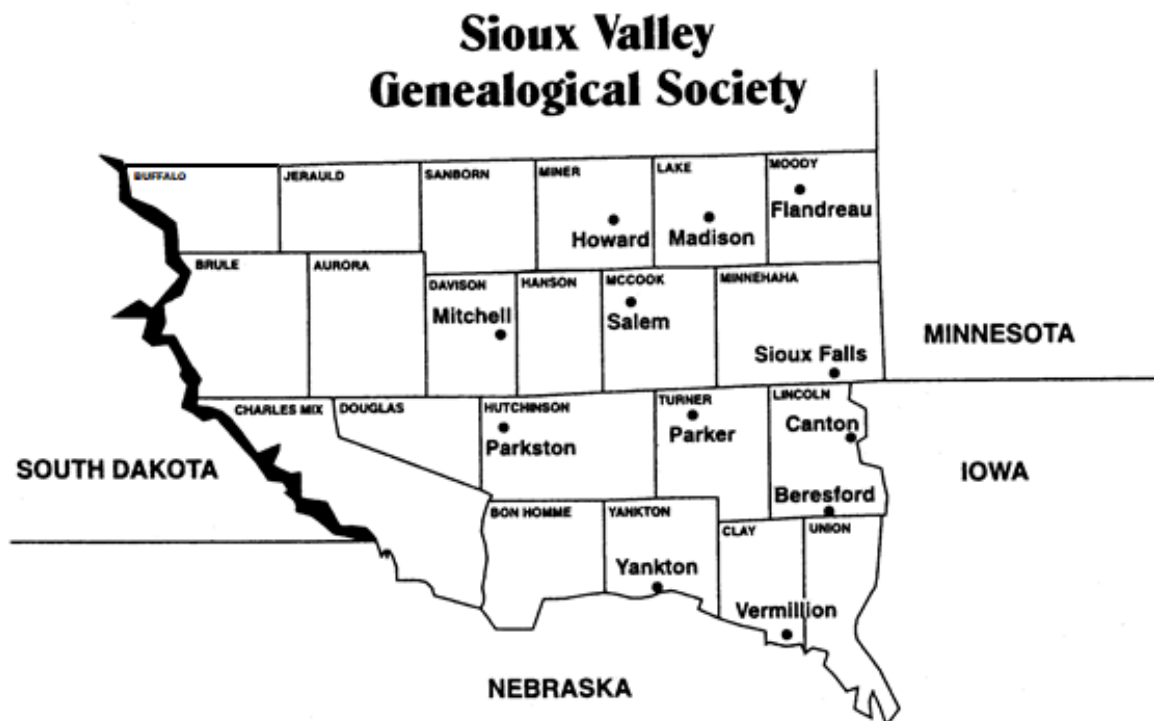 Sioux Valley
Genealogical Society
BUFFALO
JERAULD
SANBORN
MINER
LAKE
MOODY
Flandreau
Howard
Madison
BRULE
AURORA
DAVISON
HANSON
MCCOOK
MINNEHAHA
Mitchell
Salem
MINNESOTA
Sioux Falls
CHARLES MIX
DOUGLAS
HUTCHINSON
TURNER
LINCOLN
Parkston
Parker
Canton
SOUTH DAKOTA
IOWA
Beresford
BON HOMME
YANKTON
CLAY
UNION
Yankton
Vermillion
NEBRASKA